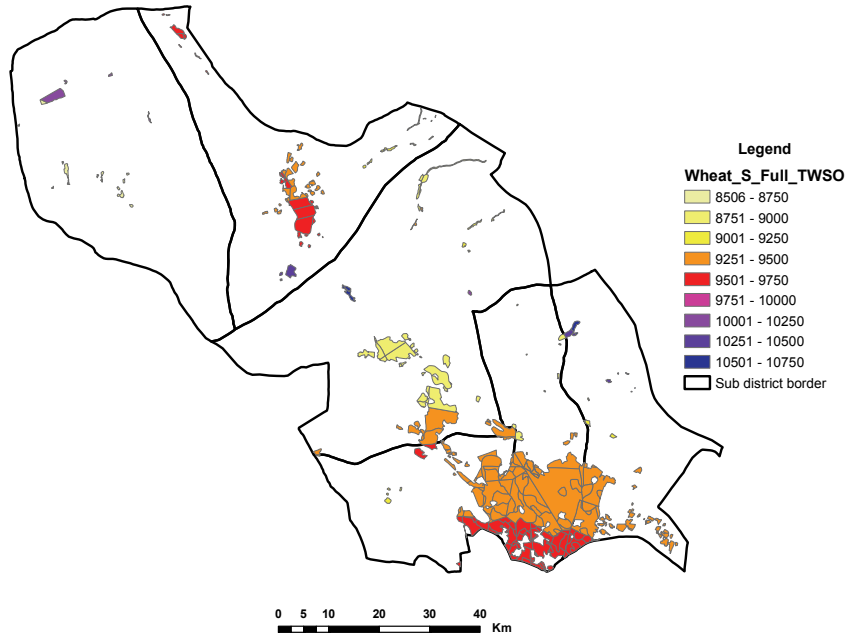 Legend
Wheat_S_Full_TWSO
8506 - 8750
8751 - 9000
9001 - 9250
9251 - 9500
9501 - 9750
9751 - 10000
10001 - 10250
10251 - 10500
10501 - 10750
Sub district border
0 5 10 20 30 40
Km